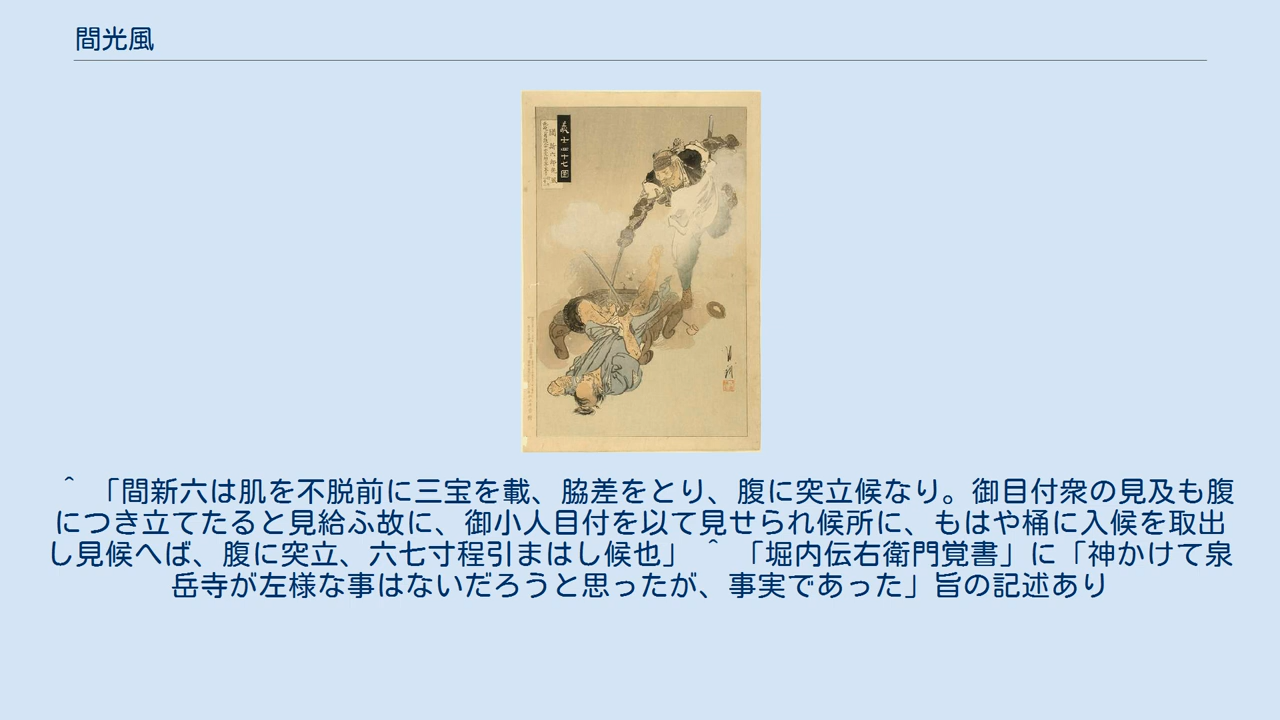 間光風
義士四十七図
^ 「間新六は肌を不脱前に三宝を載、脇差をとり、腹に突立候なり。御目付衆の見及も腹
につき立てたると見給ふ故に、御小人目付を以て見せられ候所に、もはや桶に入候を取出
し見候へば、腹に突立、六七寸程引まはし候也」 ^ 「堀内伝右衛門覚書」に「神かけて泉
岳寺が左様な事はないだろうと思ったが、事実であった」旨の記述あり